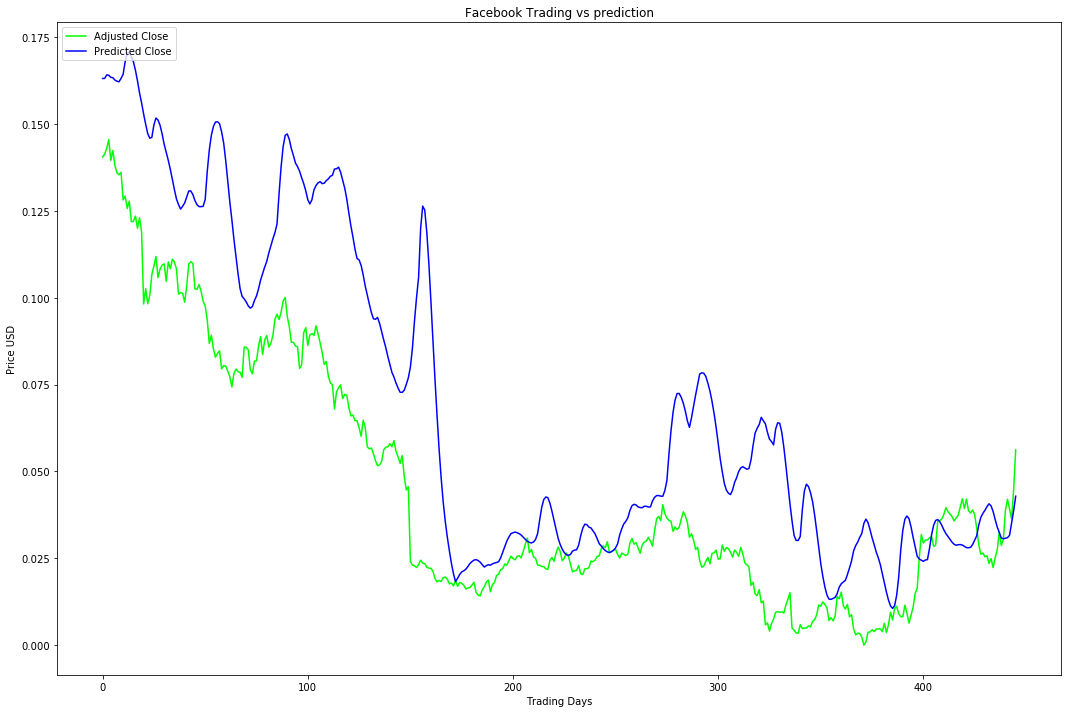 Facebook Trading vs prediction
Adjusted Close
Predicted Close
Price USD
0.175
0.150
0.125
0.100
0.075
0.050
0.025
0.000
0 100 200 300 400
Trading Days